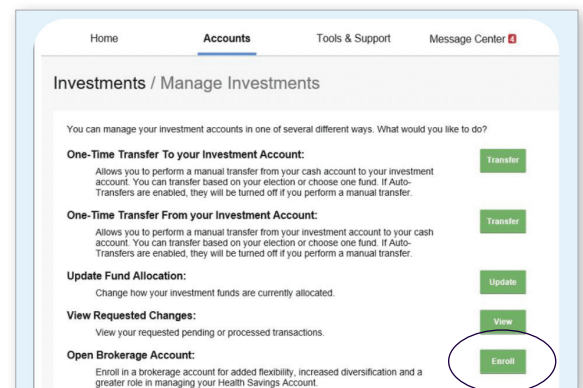 Home Accounts Tools & Support Message Center 4
Investments / Manage Investments
You can manage your investment accounts in one of several different ways. What would you like to do?
One-Time Transfer To your Investment Account:
Transfer
Allows you to perform a manual transfer from your cash account to your investment
account. You can transfer based on your election or choose one fund. If Auto-
Transfers are enabled, they will be turned off if you perform a manual transfer.
One-Time Transfer From your Investment Account:
Transfer
Allows you to perform a manual transfer from your investment account to your cash
account. You can transfer based on your election or choose one fund. If Auto-
Transfers are enabled, they will be turned off if you perform a manual transfer.
Update Fund Allocation:
Update
Change how your investment funds are currently allocated.
View Requested Changes:
View
View your requested pending or processed transactions.
Open Brokerage Account:
Enroll
Enroll in a brokerage account for added flexibility, increased diversification and a
greater role in managing your Health Savings Account.